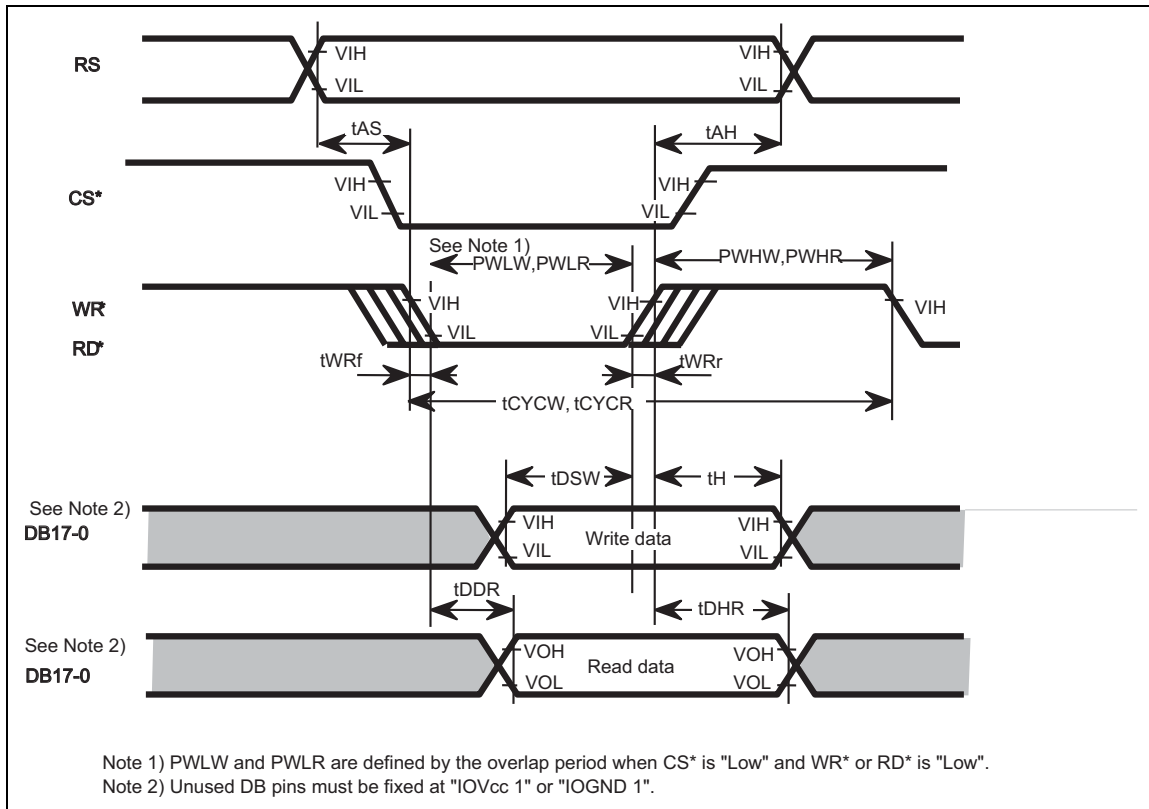 RS
VIH
VIH
VIL
VIL
tAS
tAH
CS*
VIH
VIH
VIL
VIL
See Note 1)
PWLW,PWLR
PWHW,PWHR
WR*
VIH
VIH
VIH
VIL
VIL
RD*
tWRf
tWRr
tCYCW, tCYCR
tDSW
tH
See Note 2)
DB17-0
VIH
VIH
Write data
VIL
VIL
tDDR
tDHR
See Note 2)
DB17-0
VOH
Read data
VOH
VOL
VOL
Note 1) PWLW and PWLR are defined by the overlap period when CS* is "Low" and WR* or RD* is "Low".
Note 2) Unused DB pins must be fixed at "IOVcc 1" or "IOGND 1".